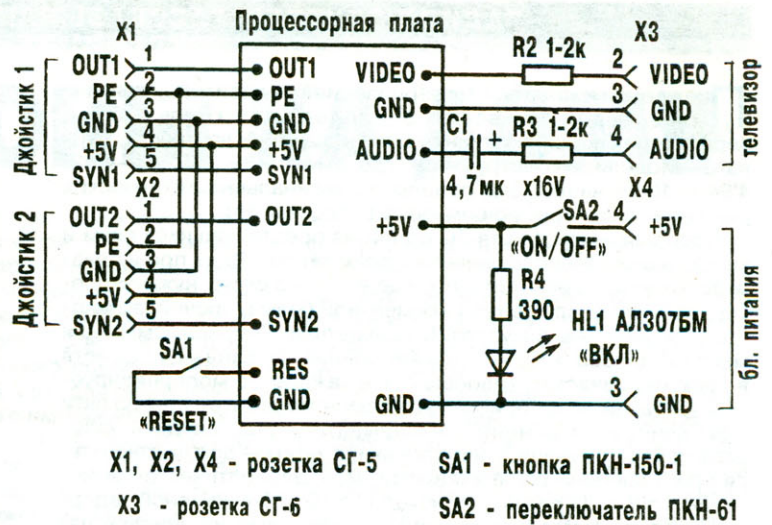 Процессорная плата
X1
Джойстик 1
OUT1 1 OUT1
PE 2 PE
GND 3 GND
+5V 4 +5V
SYN1 5 SYN1
X2
Джойстик 2
OUT2 1 OUT2
PE 2
GND 3
+5V 4
SYN2 5 SYN2
SA1
RES
GND
«RESET»
X3
R2 1-2к
VIDEO 2 VIDEO
GND 3 GND
C1 + R3 1-2к
AUDIO 4 AUDIO
4,7мк x16V
телевизор
X4
+5V SA2 4 +5V
«ON/OFF»
R4
390
HL1 АЛ307БМ
«ВКЛ»
GND 3 GND
бл. питания
X1, X2, X4 - розетка СГ-5
X3 - розетка СГ-6
SA1 - кнопка ПКН-150-1
SA2 - переключатель ПКН-61